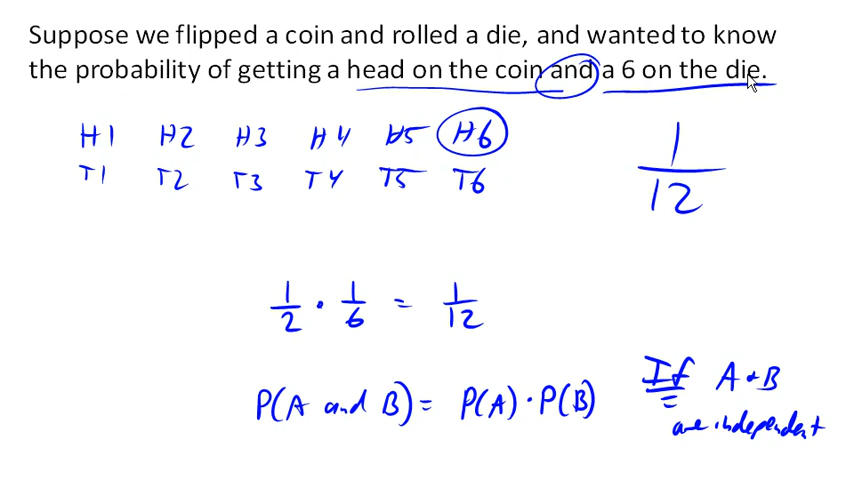 Suppose we flipped a coin and rolled a die, and wanted to know
the probability of getting a head on the coin and a 6 on the die.
H1 H2 H3 H4 H5 H6
T1 T2 T3 T4 T5 T6
1/12
1/2 · 1/6 = 1/12
P(A and B) = P(A) · P(B)
If A + B
are independent